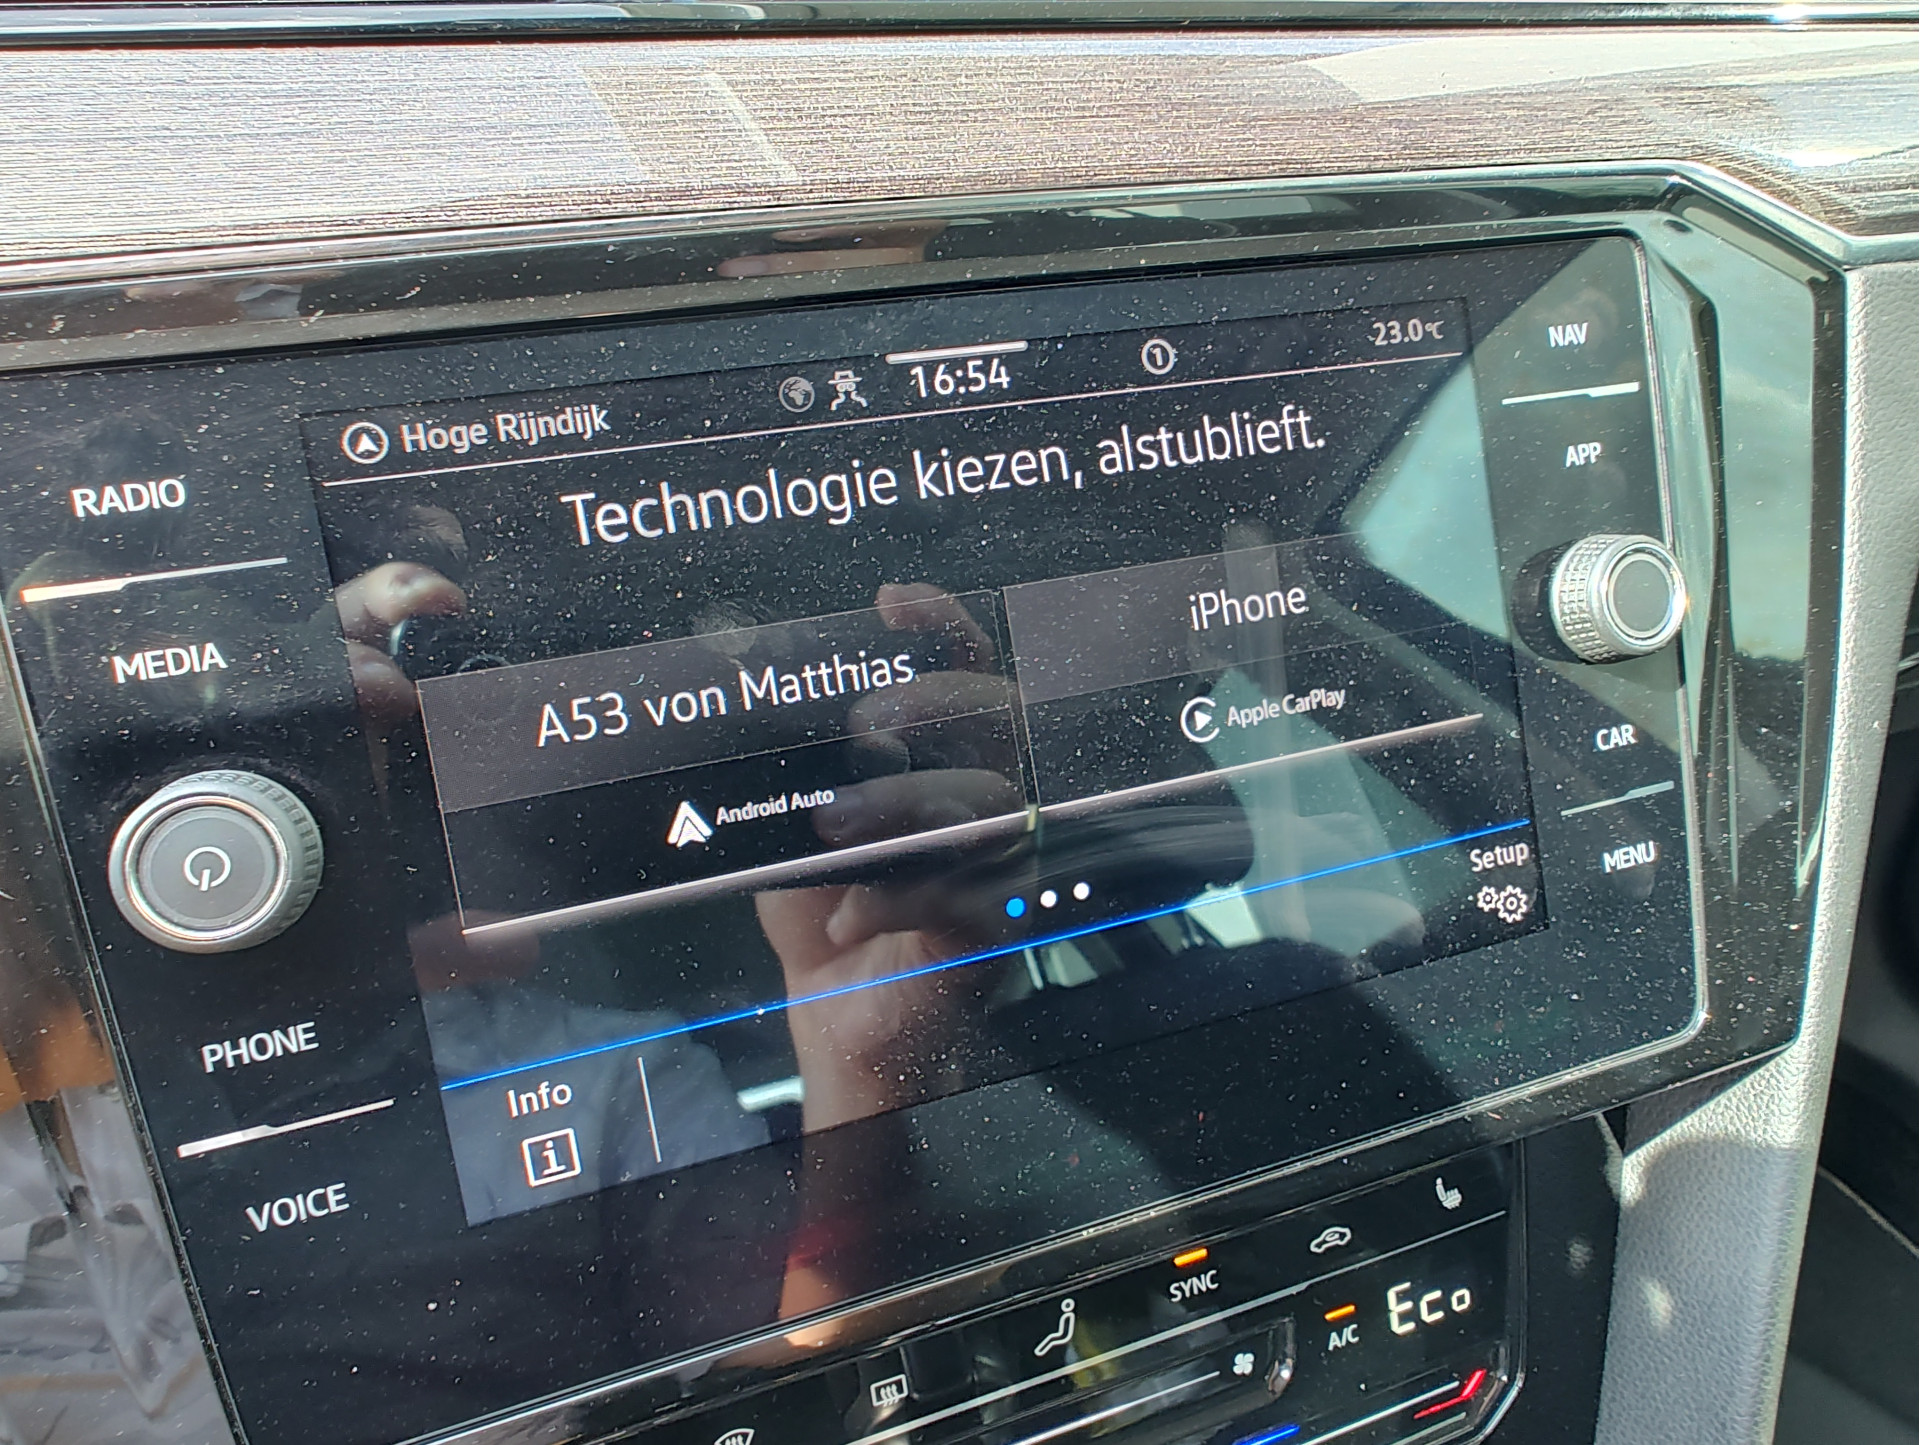 Hoge Rijndijk
16:54
1
23.0°C
NAV
APP
RADIO
Technologie kiezen, alstublieft.
MEDIA
A53 von Matthias
iPhone
Android Auto
Apple CarPlay
CAR
MENU
Setup
PHONE
Info
i
VOICE
SYNC
A/C
Eco